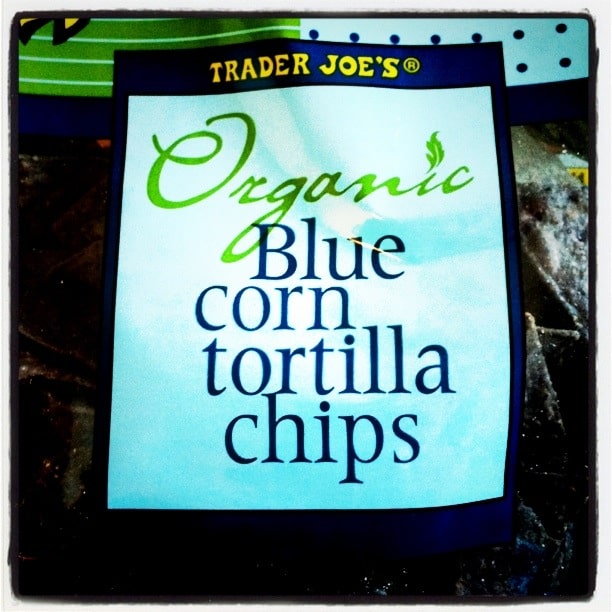 TRADER JOE'S®
Organic
Blue
corn
tortilla
chips